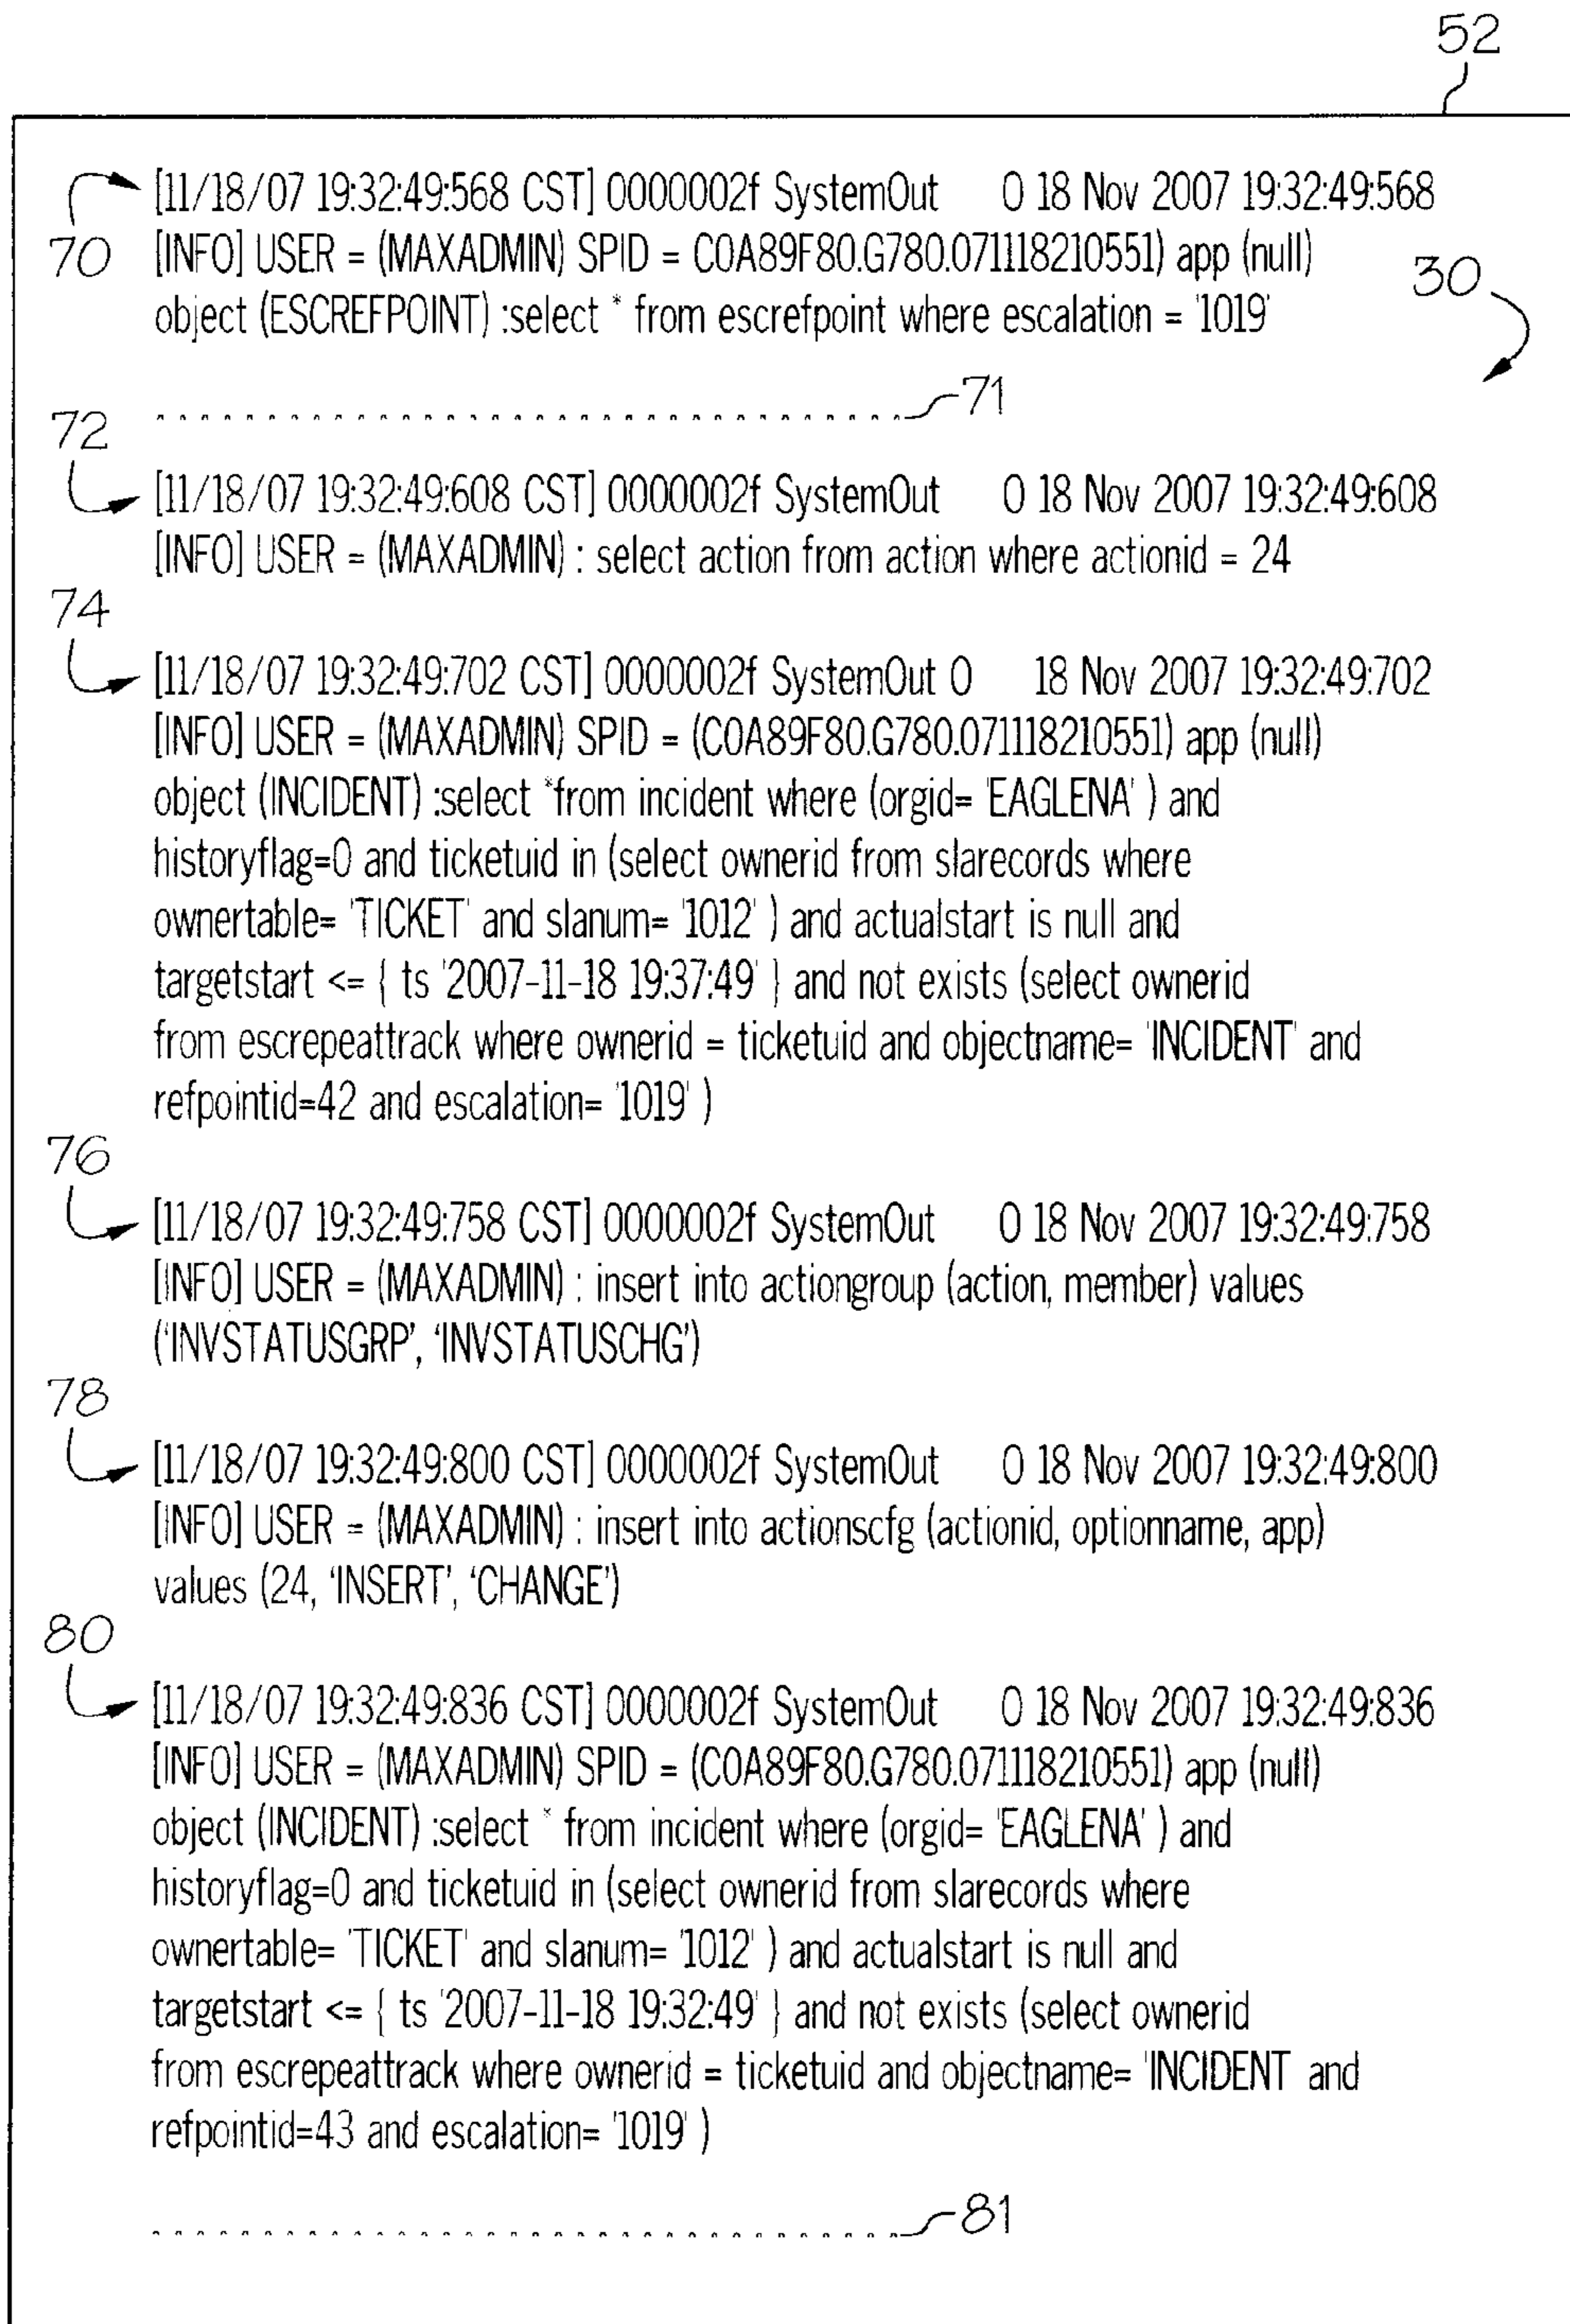 52
[11/18/07 19:32:49:568 CST] 0000002f SystemOut O 18 Nov 2007 19:32:49:568
70 [INFO] USER = (MAXADMIN) SPID = C0A89F80.G780.071118210551) app (null)
30
object (ESCREFPOINT) :select * from escrefpoint where escalation = '1019'
71
72
[11/18/07 19:32:49:608 CST] 0000002f SystemOut O 18 Nov 2007 19:32:49:608
[INFO] USER = (MAXADMIN) : select action from action where actionid = 24
74
[11/18/07 19:32:49:702 CST] 0000002f SystemOut O 18 Nov 2007 19:32:49:702
[INFO] USER = (MAXADMIN) SPID = (C0A89F80.G780.071118210551) app (null)
object (INCIDENT) :select *from incident where (orgid= 'EAGLENA' ) and
historyflag=0 and ticketuid in (select ownerid from slarecords where
ownertable= 'TICKET' and slanum= '1012' ) and actualstart is null and
targetstart <= { ts '2007-11-18 19:37:49' } and not exists (select ownerid
from escrepeattrack where ownerid = ticketuid and objectname= 'INCIDENT' and
refpointid=42 and escalation= '1019' )
76
[11/18/07 19:32:49:758 CST] 0000002f SystemOut O 18 Nov 2007 19:32:49:758
[INFO] USER = (MAXADMIN) : insert into actiongroup (action, member) values
('INVSTATUSGRP', 'INVSTATUSCHG')
78
[11/18/07 19:32:49:800 CST] 0000002f SystemOut O 18 Nov 2007 19:32:49:800
[INFO] USER = (MAXADMIN) : insert into actionscfg (actionid, optionname, app)
values (24, 'INSERT', 'CHANGE')
80
[11/18/07 19:32:49:836 CST] 0000002f SystemOut O 18 Nov 2007 19:32:49:836
[INFO] USER = (MAXADMIN) SPID = (C0A89F80.G780.071118210551) app (null)
object (INCIDENT) :select * from incident where (orgid= 'EAGLENA' ) and
historyflag=0 and ticketuid in (select ownerid from slarecords where
ownertable= 'TICKET' and slanum= '1012' ) and actualstart is null and
targetstart <= { ts '2007-11-18 19:32:49' } and not exists (select ownerid
from escrepeattrack where ownerid = ticketuid and objectname= 'INCIDENT and
refpointid=43 and escalation= '1019' )
81